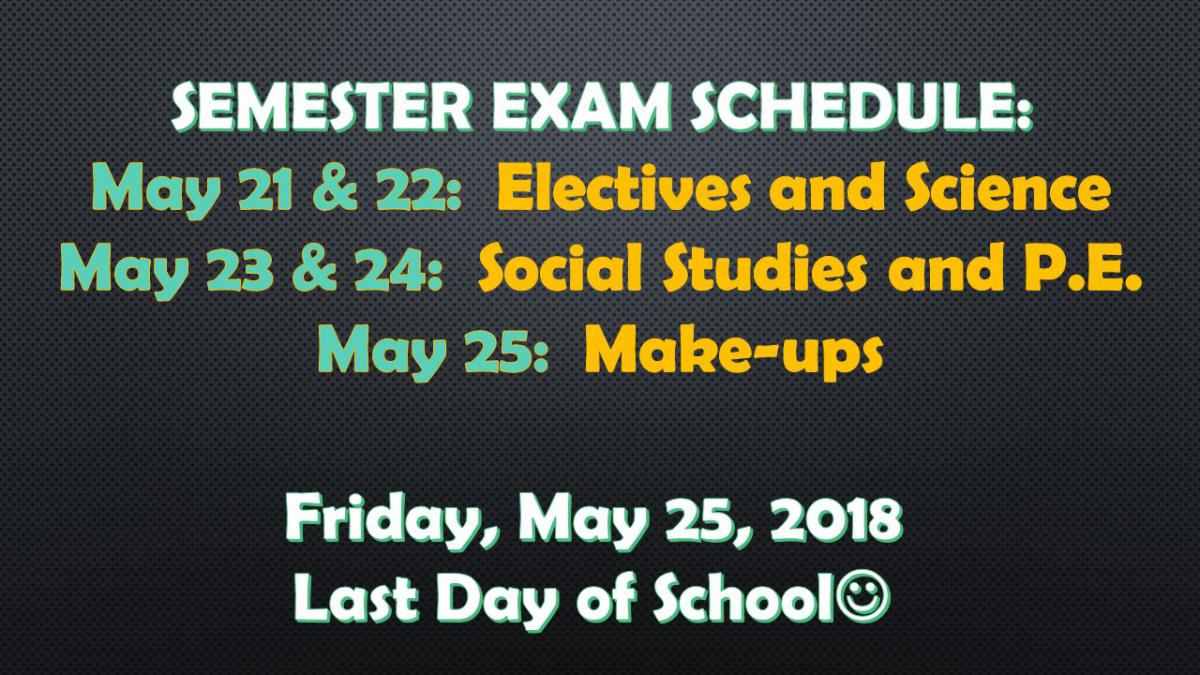 SEMESTER EXAM SCHEDULE:
May 21 & 22: Electives and Science
May 23 & 24: Social Studies and P.E.
May 25: Make-ups
Friday, May 25, 2018
Last Day of School☺